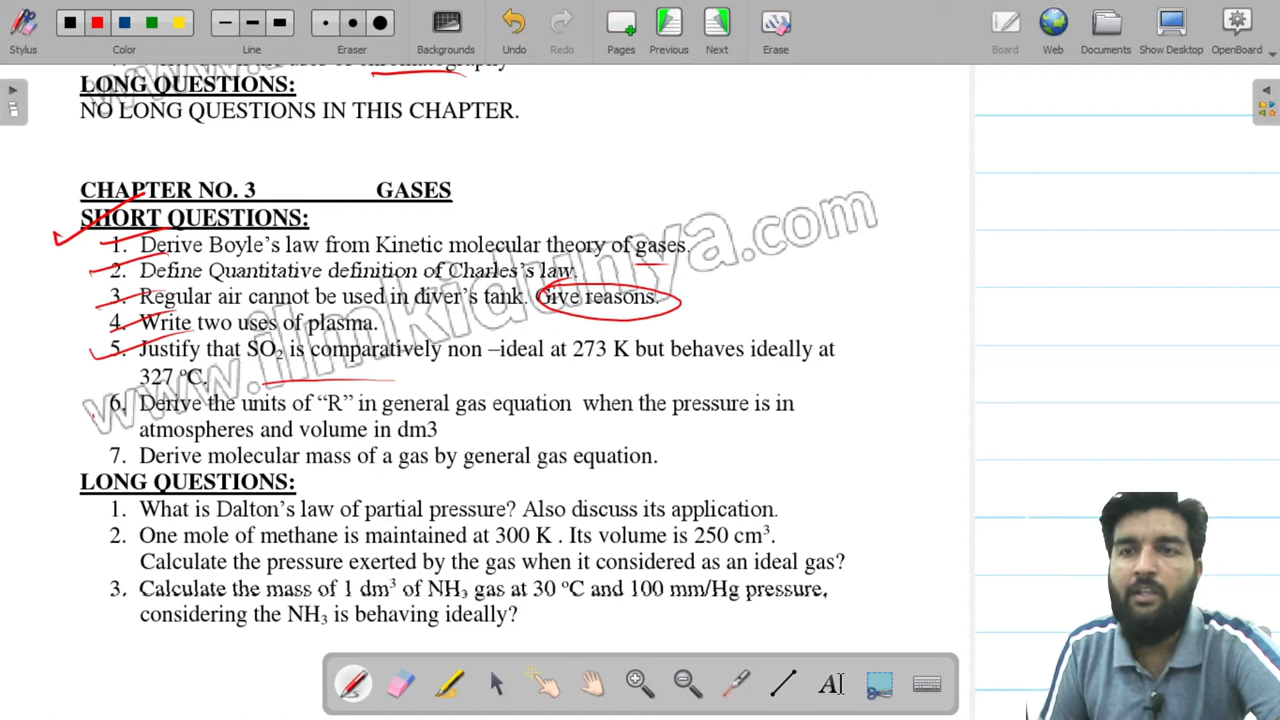 Stylus
Color
Line
Eraser
Backgrounds
Undo
Redo
Pages
Previous
Next
Erase
Board
Web
Documents
Show Desktop
OpenBoard
LONG QUESTIONS:
NO LONG QUESTIONS IN THIS CHAPTER.
CHAPTER NO. 3 GASES
SHORT QUESTIONS:
1. Derive Boyle's law from Kinetic molecular theory of gases.
2. Define Quantitative definition of Charles's law.
3. Regular air cannot be used in diver's tank. Give reasons.
4. Write two uses of plasma.
5. Justify that SO₂ is comparatively non –ideal at 273 K but behaves ideally at
327 ºC.
6. Derive the units of “R” in general gas equation when the pressure is in
atmospheres and volume in dm3
7. Derive molecular mass of a gas by general gas equation.
LONG QUESTIONS:
1. What is Dalton's law of partial pressure? Also discuss its application.
2. One mole of methane is maintained at 300 K . Its volume is 250 cm³.
Calculate the pressure exerted by the gas when it considered as an ideal gas?
3. Calculate the mass of 1 dm³ of NH₃ gas at 30 ºC and 100 mm/Hg pressure,
considering the NH₃ is behaving ideally?
www.ilmkidunya.com